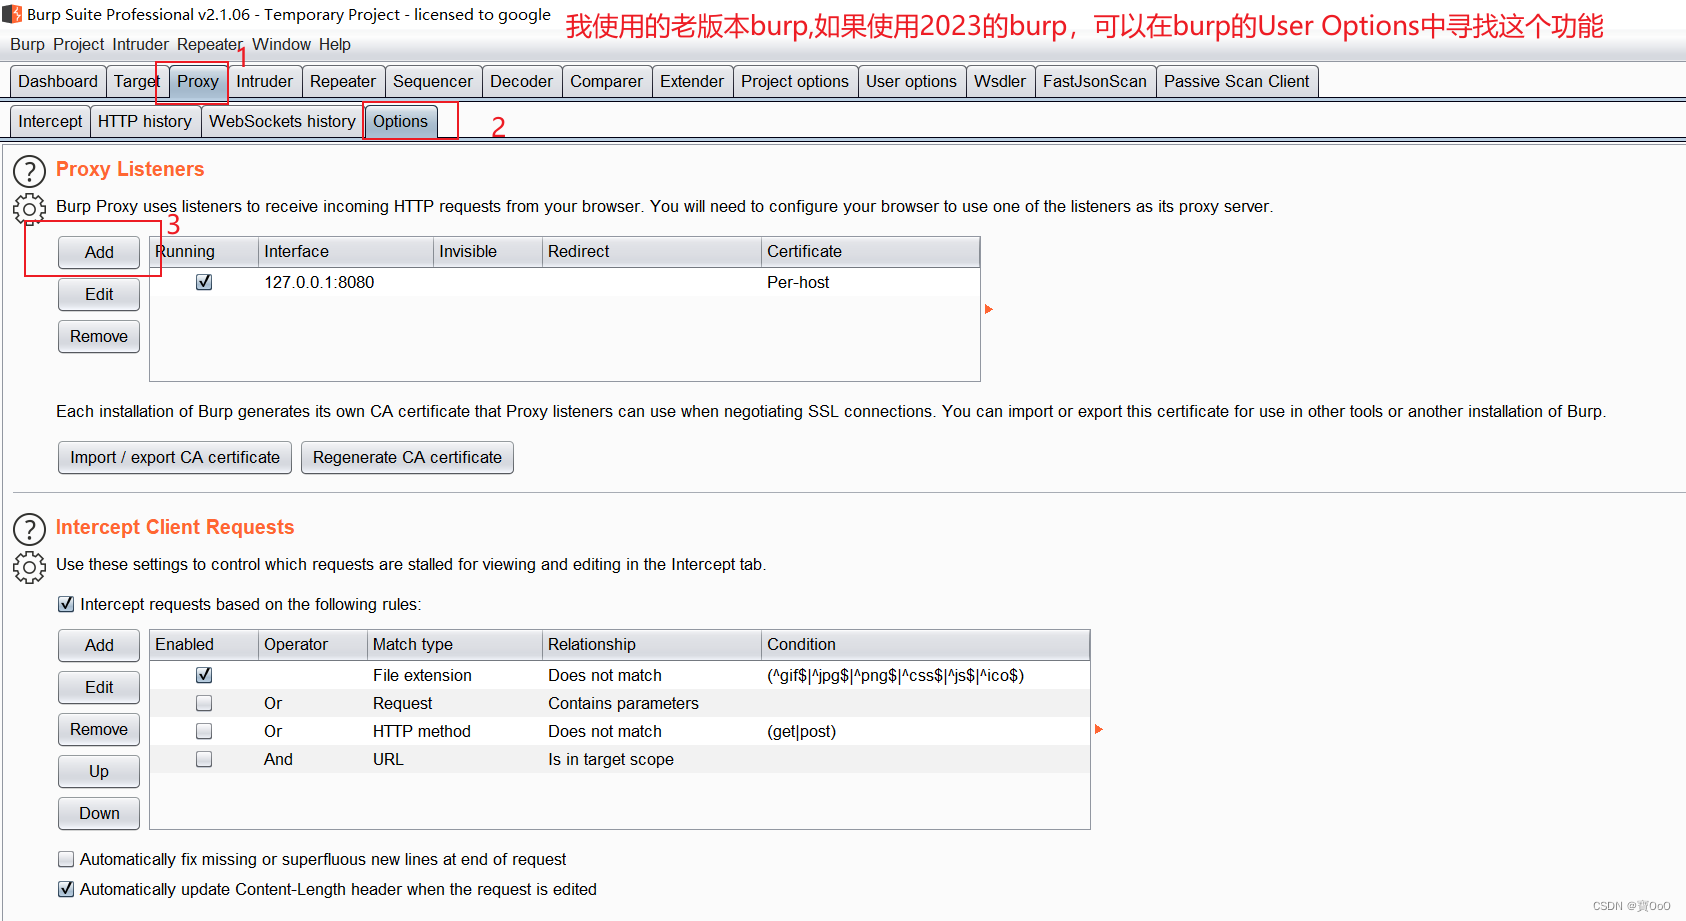 Burp Suite Professional v2.1.06 - Temporary Project - licensed to google
我使用的老版本burp,如果使用2023的burp，可以在burp的User Options中寻找这个功能
Burp Project Intruder Repeater Window Help
1
Dashboard Target Proxy Intruder Repeater Sequencer Decoder Comparer Extender Project options User options Wsdler FastJsonScan Passive Scan Client
Intercept HTTP history WebSockets history Options
2
? Proxy Listeners
Burp Proxy uses listeners to receive incoming HTTP requests from your browser. You will need to configure your browser to use one of the listeners as its proxy server.
3
Add Running Interface Invisible Redirect Certificate
127.0.0.1:8080 Per-host
Edit
Remove
Each installation of Burp generates its own CA certificate that Proxy listeners can use when negotiating SSL connections. You can import or export this certificate for use in other tools or another installation of Burp.
Import / export CA certificate Regenerate CA certificate
? Intercept Client Requests
Use these settings to control which requests are stalled for viewing and editing in the Intercept tab.
Intercept requests based on the following rules:
Add Enabled Operator Match type Relationship Condition
File extension Does not match (^gif$|^jpg$|^png$|^css$|^js$|^ico$)
Edit Or Request Contains parameters
Remove Or HTTP method Does not match (get|post)
And URL Is in target scope
Up
Down
Automatically fix missing or superfluous new lines at end of request
Automatically update Content-Length header when the request is edited
CSDN @寶0o0